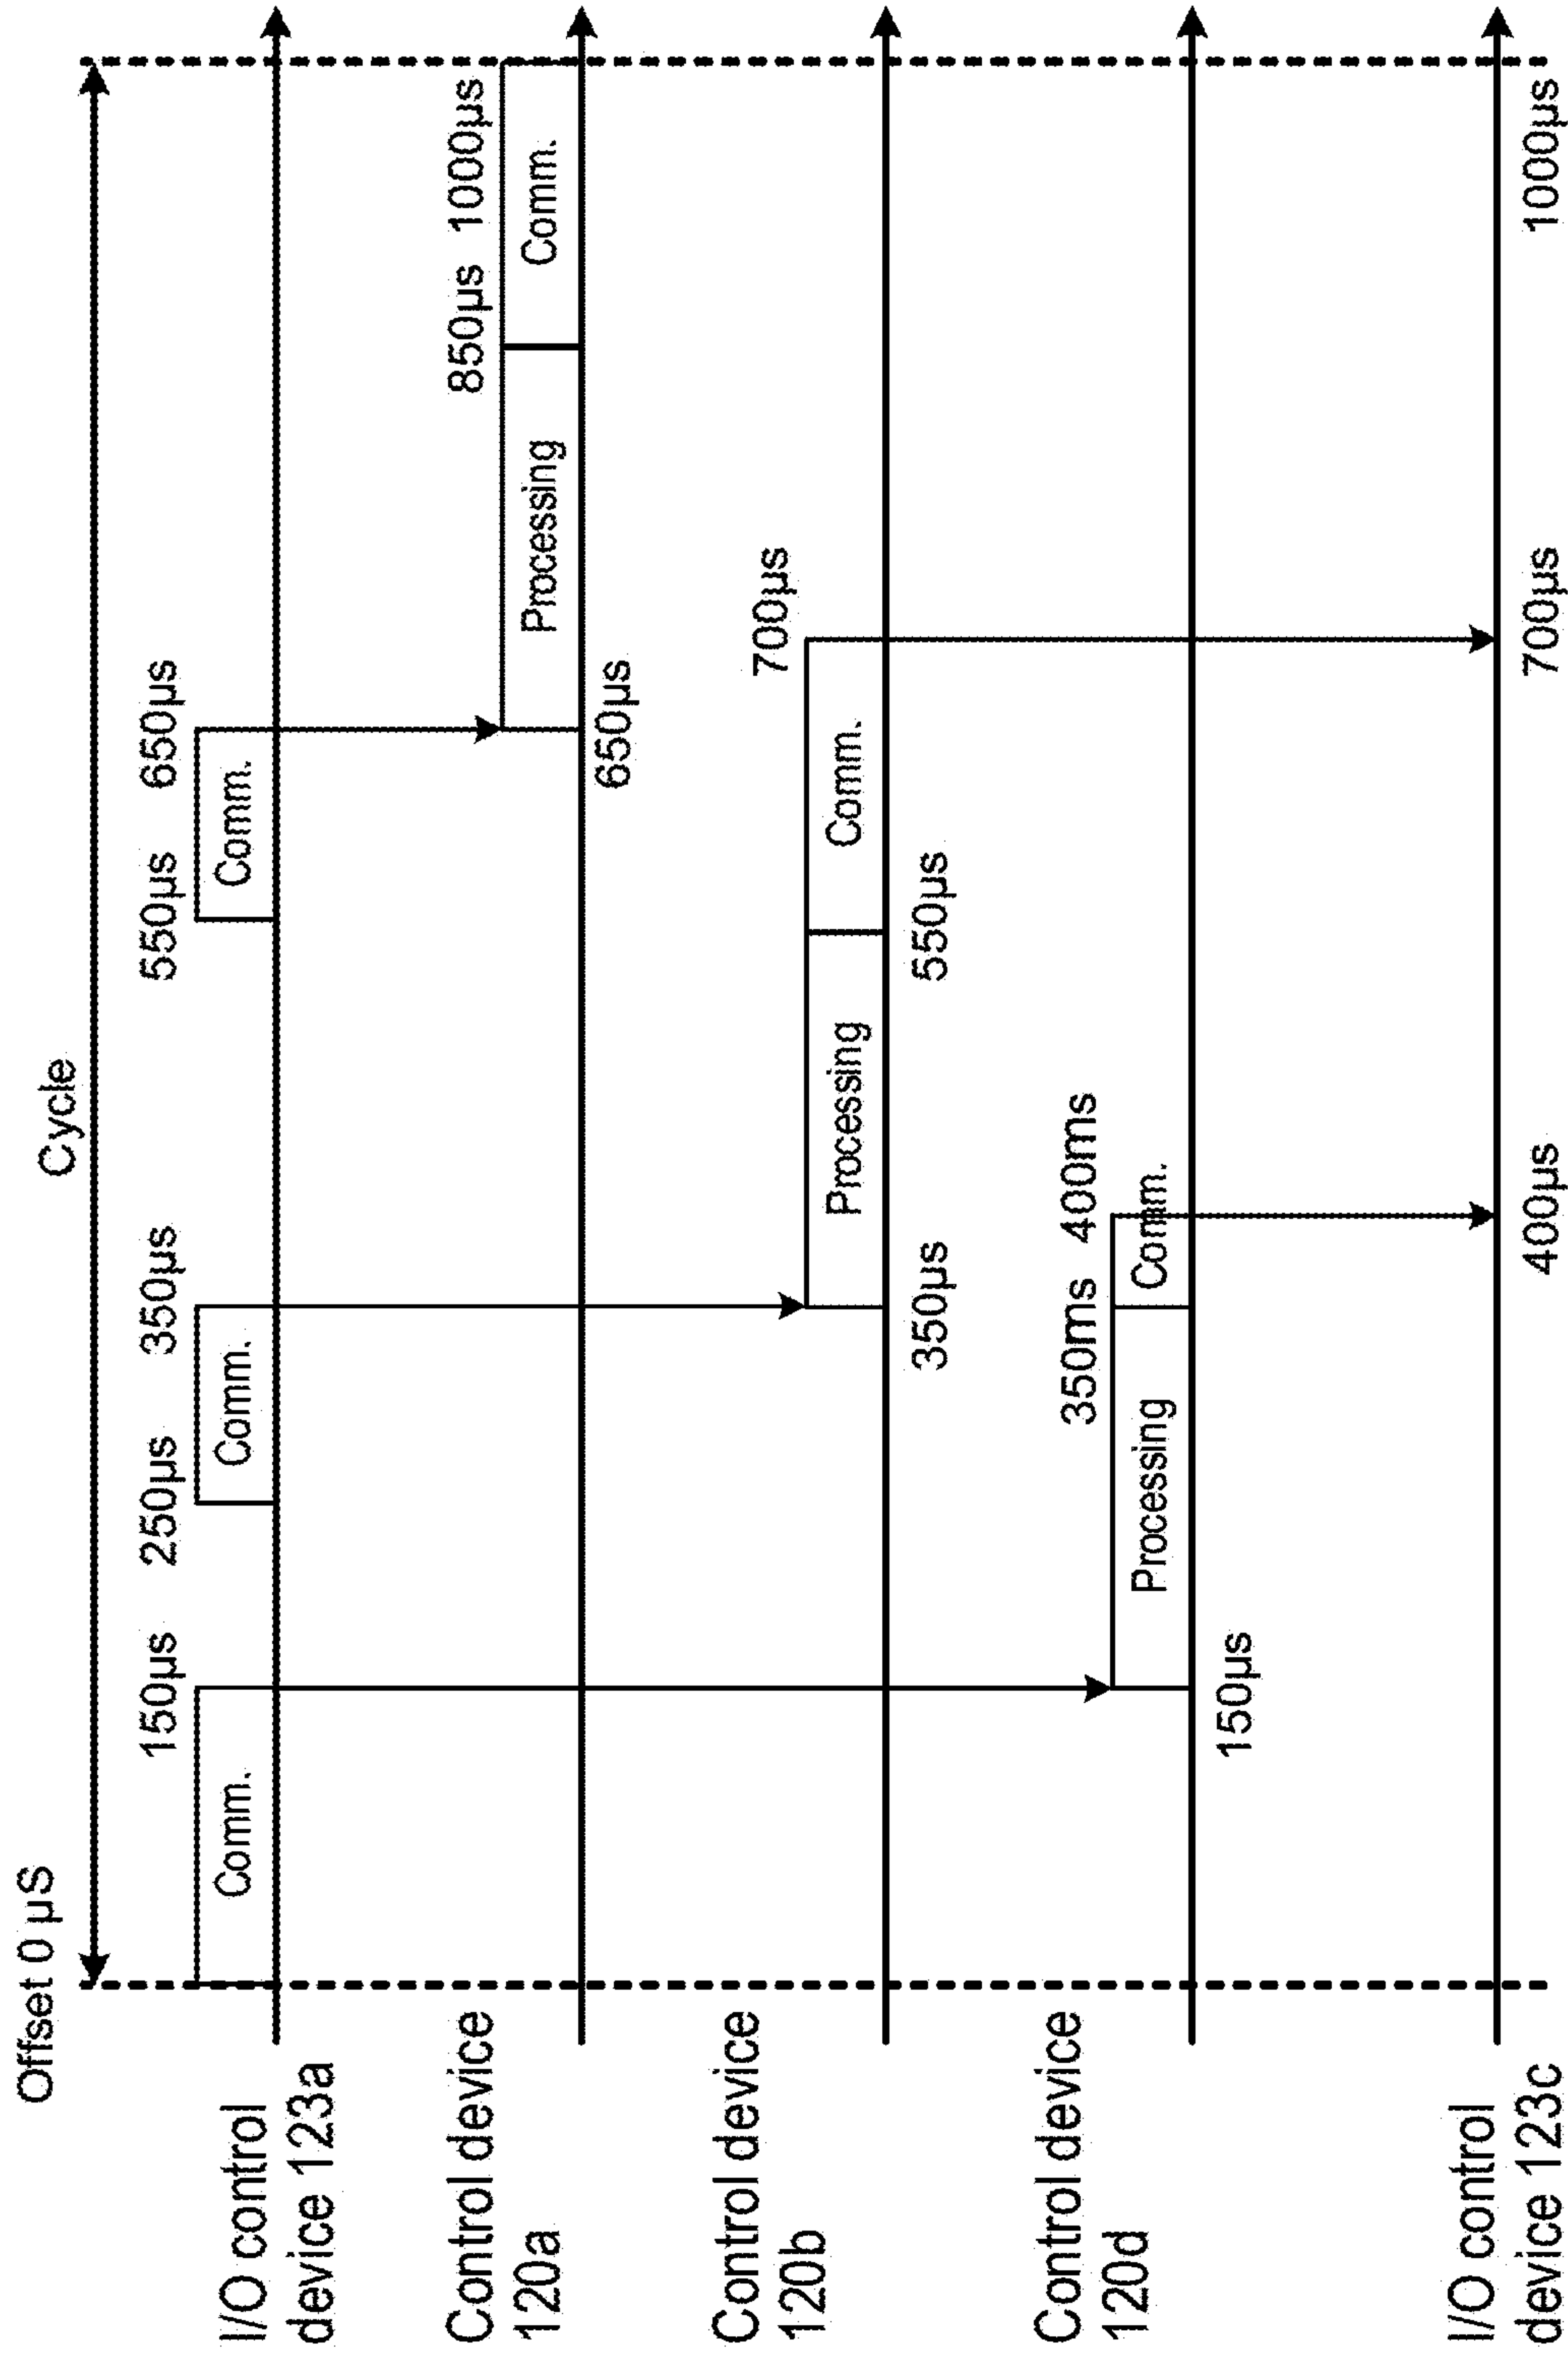 Offset 0 µS
Cycle
I/O control
device 123a
150µs
250µs
350µs
550µs
650µs
Comm.
Comm.
Comm.
Control device
120a
850µs
1000µs
Processing
Comm.
650µs
Control device
120b
700µs
Processing
Comm.
350µs
550µs
Control device
120d
350ms
400ms
Processing
Comm.
150µs
I/O control
device 123c
400µs
700µs
1000µs